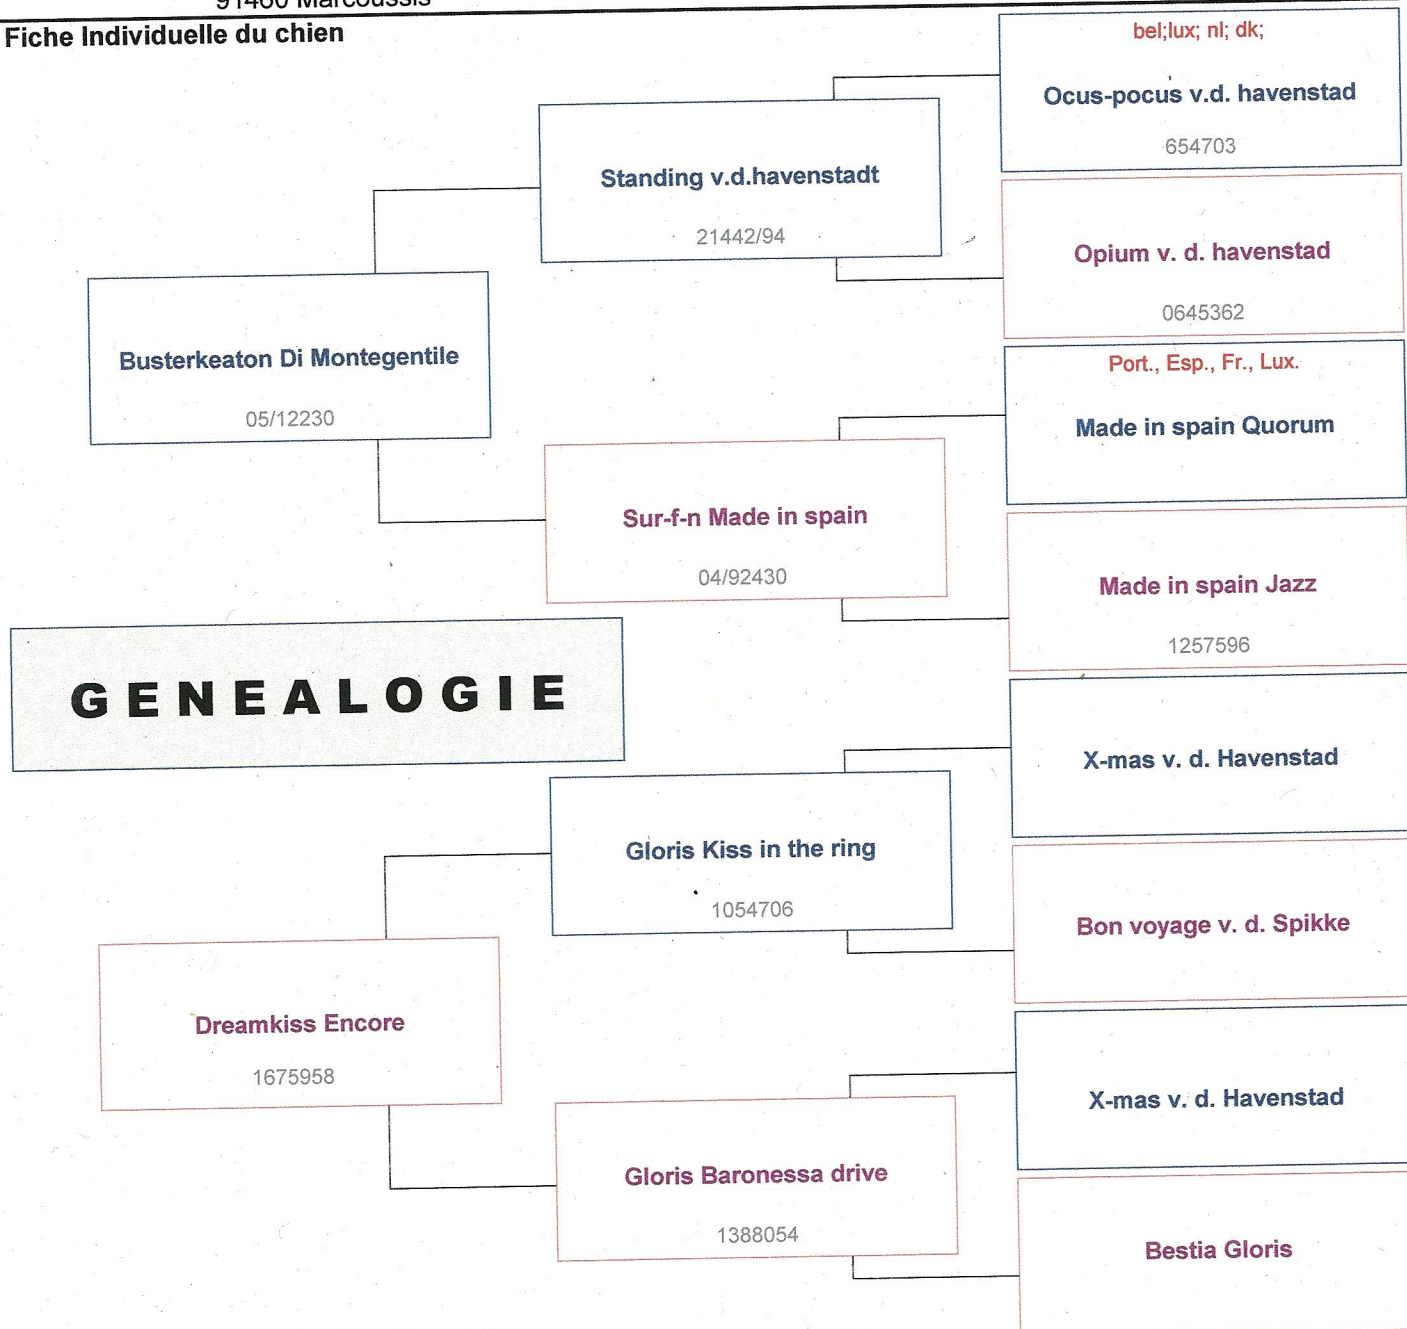 91460 Marcoussis
Fiche Individuelle du chien
bel;lux; nl; dk;
Ocus-pocus v.d. havenstad
654703
Standing v.d.havenstadt
21442/94
Opium v. d. havenstad
0645362
Busterkeaton Di Montegentile
05/12230
Port., Esp., Fr., Lux.
Made in spain Quorum
Sur-f-n Made in spain
04/92430
Made in spain Jazz
1257596
GENEALOGIE
X-mas v. d. Havenstad
Gloris Kiss in the ring
1054706
Bon voyage v. d. Spikke
Dreamkiss Encore
1675958
X-mas v. d. Havenstad
Gloris Baronessa drive
1388054
Bestia Gloris